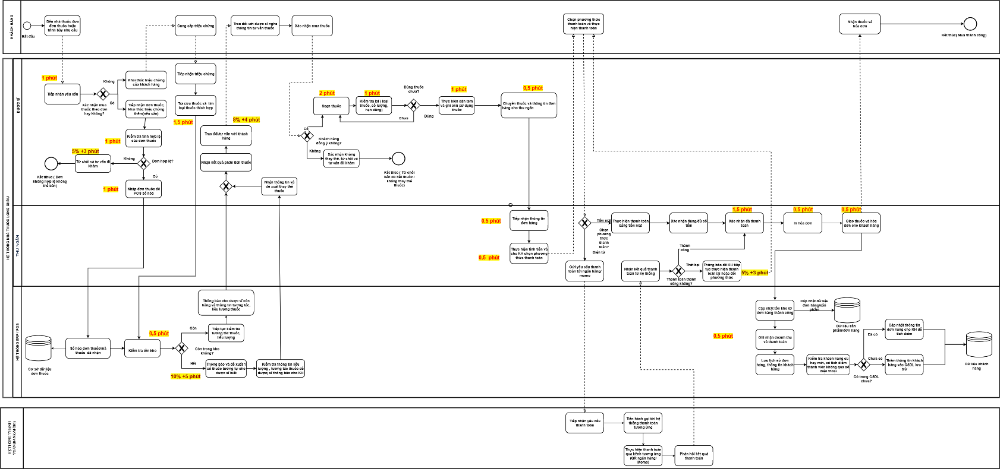 KHÁCH HÀNG
Đến nhà thuốc đưa
đơn thuốc hoặc
trình bày nhu cầu
Bắt đầu
Cung cấp triệu chứng
Trao đổi với dược sĩ nghe
thông tin tư vấn thuốc
Xác nhận mua thuốc
Chọn phương thức
thanh toán và thực
hiện thanh toán
Nhận thuốc và
hóa đơn
Kết thúc( Mua thành công)
HỆ THỐNG NHÀ THUỐC LONG CHÂU
DƯỢC SĨ
1 phút
Tiếp nhận yêu cầu
Xác nhận mua
thuốc theo đơn
hay không?
Không
Có
Khai thác triệu chứng
của khách hàng
Tiếp nhận đơn thuốc,
khai thác triệu chứng
thêm(nếu cần)
1 phút
Kiểm tra tính hợp lệ
của đơn thuốc
5% +3 phút
Từ chối và tư vấn đi
khám
Không
Đơn hợp lệ?
Có
Kết thúc ( Đơn
không hợp lệ không
thể bán)
1 phút
Nhập đơn thuốc để
POS số hóa
Tiếp nhận triệu chứng
Tra cứu thuốc và tìm
loại thuốc thích hợp
1,5 phút
8% +4 phút
Trao đổi/tư vấn với khách
hàng
Nhận kết quả phân tích thuốc
Nhận thông tin và
đề xuất thay thế
thuốc
Có
Khách hàng
đồng ý không?
Không
Xác nhận không
thay thế, từ chối và
tư vấn đi khám
Kết thúc ( Từ chối
bán do hết thuốc /
không thay thế
thuốc)
2 phút
Soạn thuốc
1 phút
Kiểm tra lại ( loại
thuốc, số lượng,
hạn dùng)
Đúng thuốc
chưa?
Chưa
Đúng
1 phút
Thực hiện dán tem
và ghi chú sử dụng
thuốc
0,5 phút
Chuyển thuốc và thông tin đơn
hàng cho thu ngân
THU NGÂN
0,5 phút
Tiếp nhận thông tin
đơn hàng
0,5 phút
Thực hiện tính tiền và
cho KH chọn phương
thức thanh toán
Tiền mặt
Chọn
phương
thức
thanh
toán?
Điện tử
Thực hiện thanh toán
bằng tiền mặt
Xác nhận đúng/đủ số
tiền
1,5 phút
Xác nhận đã thanh
toán
0,5 phút
In hóa đơn
0,5 phút
Giao thuốc và hóa
đơn cho khách hàng
Gửi yêu cầu thanh
toán tới ngân hàng/
momo
Nhận kết quả thanh
toán từ hệ thống
Thành
công
Thất bại
Thanh toán thành
công không?
Thông báo để KH tiếp
tục thực hiện thanh
toán lại hoặc đổi
phương thức
5% +3 phút
HỆ THỐNG ERP / POS
Cơ sở dữ liệu
đơn thuốc
Số hóa đơn thuốc/mã
thuốc đã nhận
0,5 phút
Kiểm tra tồn kho
Còn
Còn trong kho
không?
Hết
10% +5 phút
Thông báo cho dược sĩ còn
hàng và thông tin tương tác,
liều lượng thuốc
Tiếp tục kiểm tra
tương tác thuốc,
liều lượng
Thông báo và đề xuất 1
số thuốc tương tự cho
dược sĩ biết
Kiểm tra thông tin liều
lượng , tương tác thuốc để
dược sĩ thông báo cho KH
Cập nhật tồn kho từ
đơn hàng thành công
Cập nhật dữ liệu
đơn hàng/sản
phẩm
Dữ liệu sản
phẩm/đơn hàng
0,5 phút
Ghi nhận doanh thu
và thanh toán
Lưu lịch sử đơn
hàng, thông tin khách
hàng
Kiểm tra khách hàng cũ
hay mới, có tích điểm
thành viên không qua số
điện thoại
Đã có
Chưa có
Có trong CSDL
chưa?
Cập nhật thông tin
đơn hàng cho KH để
tích điểm
Thêm thông tin khách
hàng vào CSDL lưu
trữ
Dữ liệu khách
hàng
HỆ THỐNG THANH
TOÁN(BANK/MOMO)
Tiếp nhận yêu cầu
thanh toán
Tiến hành gọi tới hệ
thống thanh toán
tương ứng
Thực hiện thanh toán
qua kênh tương ứng
(QR ngân hàng/
Momo)
Phản hồi kết quả
thanh toán